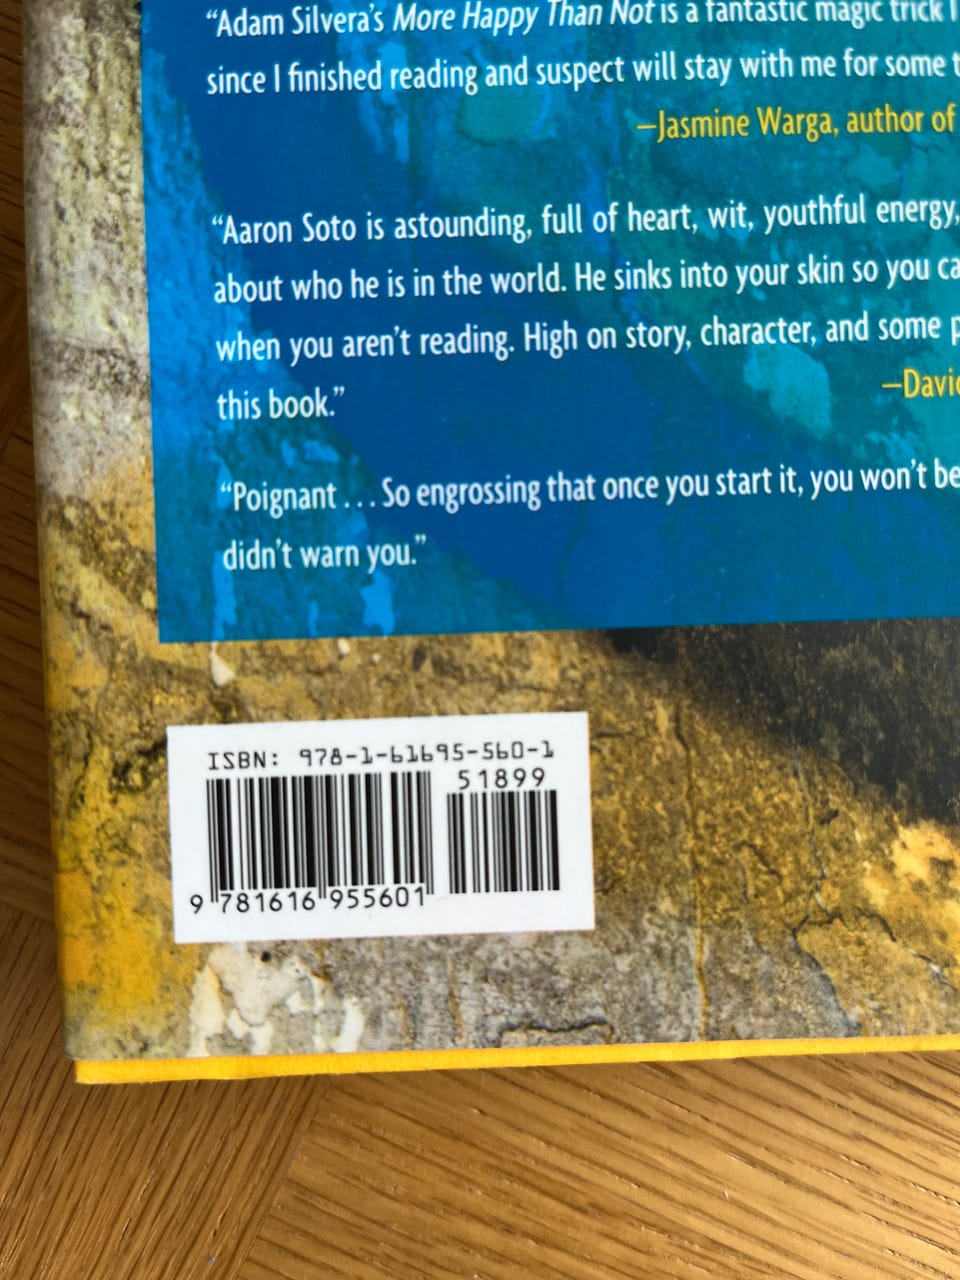 “Adam Silvera’s More Happy Than Not is a fantastic magic trick I
since I finished reading and suspect will stay with me for some t
—Jasmine Warga, author of
“Aaron Soto is astounding, full of heart, wit, youthful energy,
about who he is in the world. He sinks into your skin so you ca
when you aren’t reading. High on story, character, and some p
this book.”
—David
“Poignant . . . So engrossing that once you start it, you won’t be
didn’t warn you.”
ISBN: 978-1-61695-560-1
51899
9 781616 955601